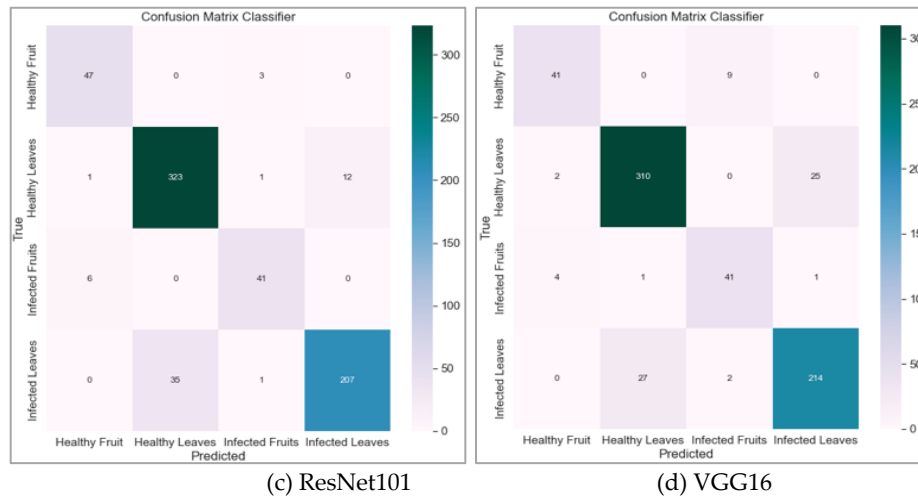 Confusion Matrix Classifier
Healthy Fruit
Healthy Leaves
Infected Fruits
Infected Leaves
True
47 0 3 0
1 323 1 12
6 0 41 0
0 35 1 207
Healthy Fruit Healthy Leaves Infected Fruits Infected Leaves
Predicted
300
250
200
150
100
50
0
(c) ResNet101
Confusion Matrix Classifier
Healthy Fruit
Healthy Leaves
Infected Fruits
Infected Leaves
True
41 0 9 0
2 310 0 25
4 1 41 1
0 27 2 214
Healthy Fruit Healthy Leaves Infected Fruits Infected Leaves
Predicted
(d) VGG16